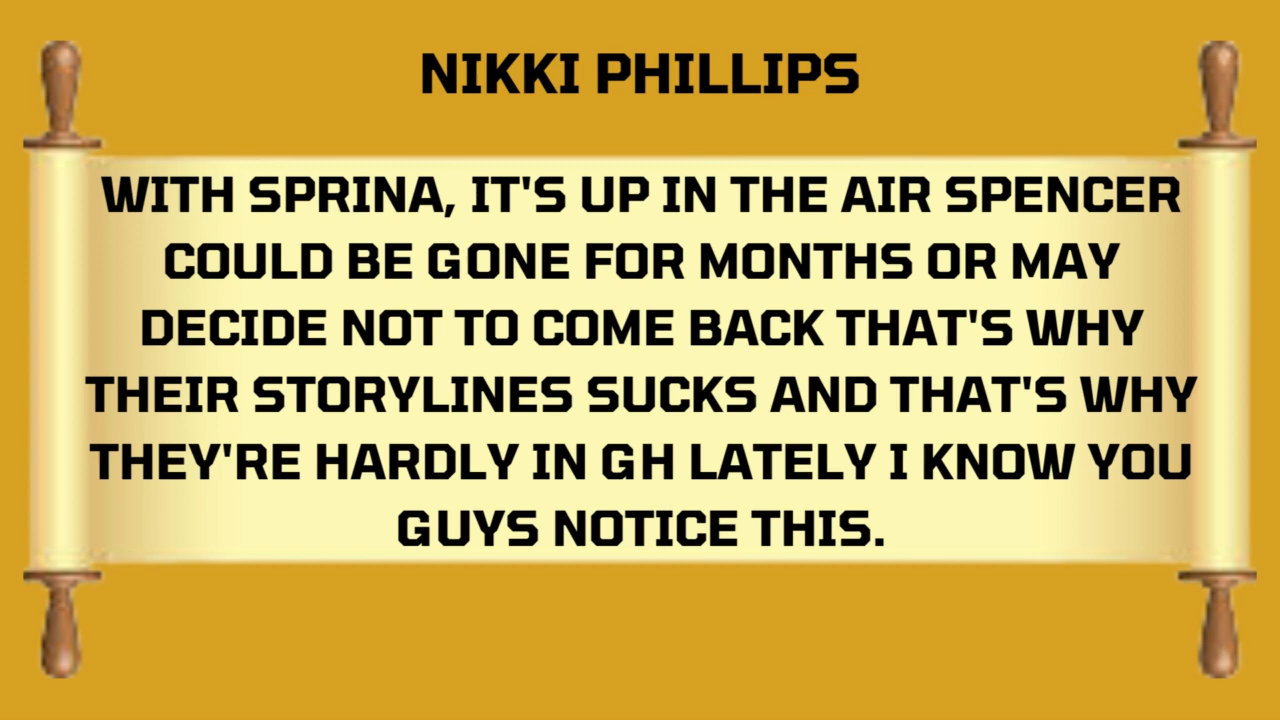 NIKKI PHILLIPS
WITH SPRINA, IT'S UP IN THE AIR SPENCER
COULD BE GONE FOR MONTHS OR MAY
DECIDE NOT TO COME BACK THAT'S WHY
THEIR STORYLINES SUCKS AND THAT'S WHY
THEY'RE HARDLY IN GH LATELY I KNOW YOU
GUYS NOTICE THIS.